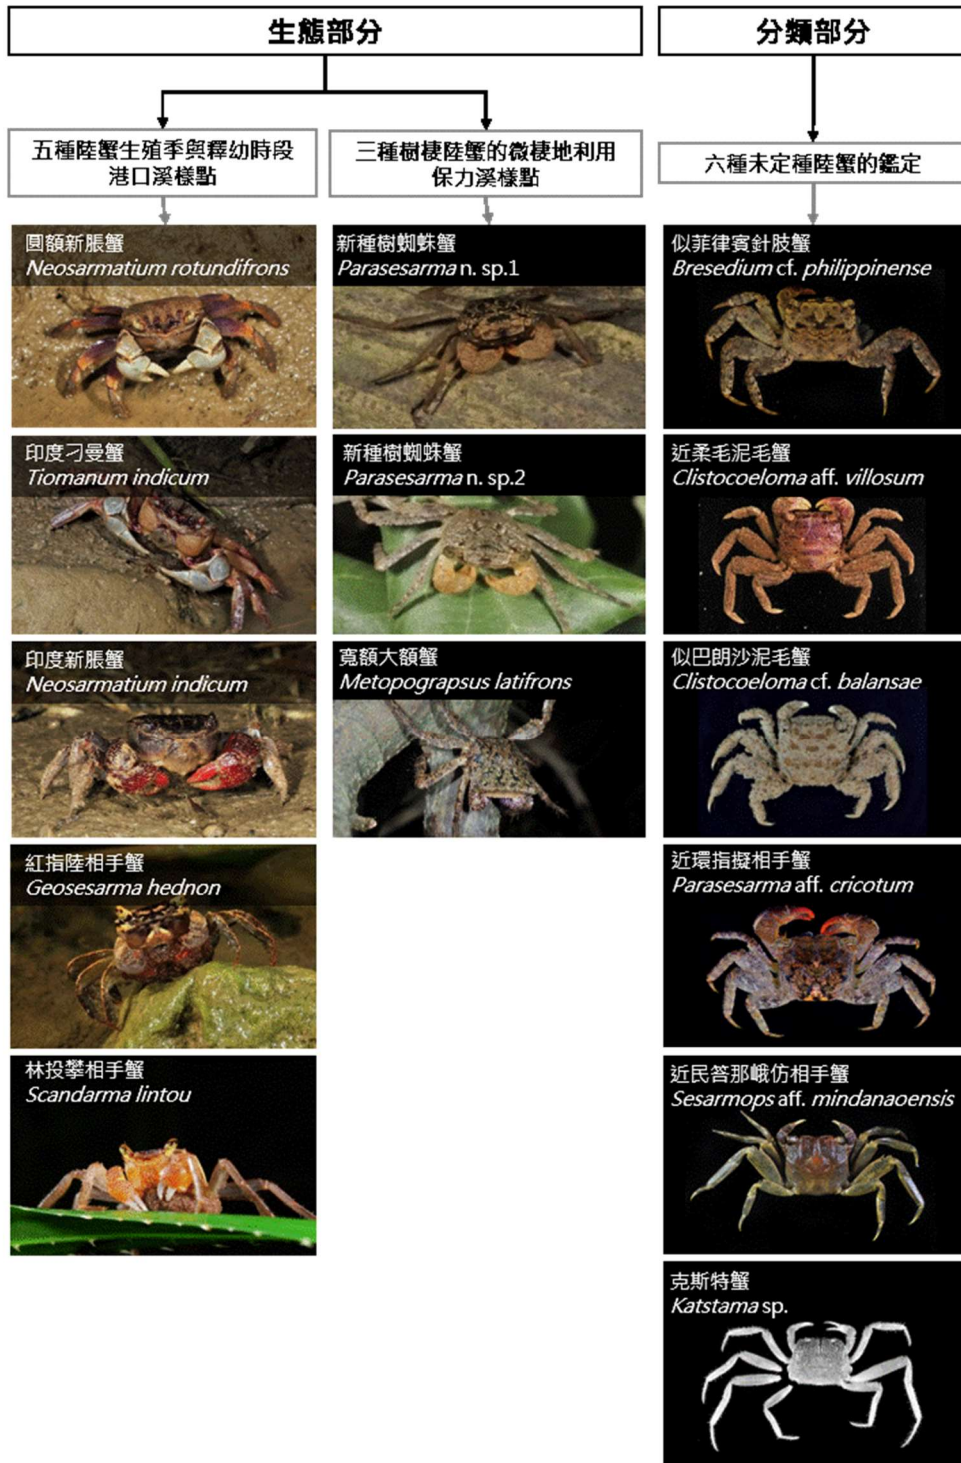 生態部分
五種陸蟹生殖季與釋幼時段
港口溪樣點
圓額新脹蟹
Neosarmatium rotundifrons
印度刁曼蟹
Tiomanum indicum
印度新脹蟹
Neosarmatium indicum
紅指陸相手蟹
Geosesarma hednon
林投攀相手蟹
Scandarma lintou
三種樹棲陸蟹的微棲地利用
保力溪樣點
新種樹蜘蛛蟹
Parasesarma n. sp.1
新種樹蜘蛛蟹
Parasesarma n. sp.2
寬額大額蟹
Metopograpsus latifrons
分類部分
六種未定種陸蟹的鑑定
似菲律賓針肢蟹
Bresedium cf. philippinense
近柔毛泥毛蟹
Clistocoeloma aff. villosum
似巴朗沙泥毛蟹
Clistocoeloma cf. balansae
近環指擬相手蟹
Parasesarma aff. cricotum
近民答那峨仿相手蟹
Sesarmops aff. mindanaoensis
克斯特蟹
Katstama sp.